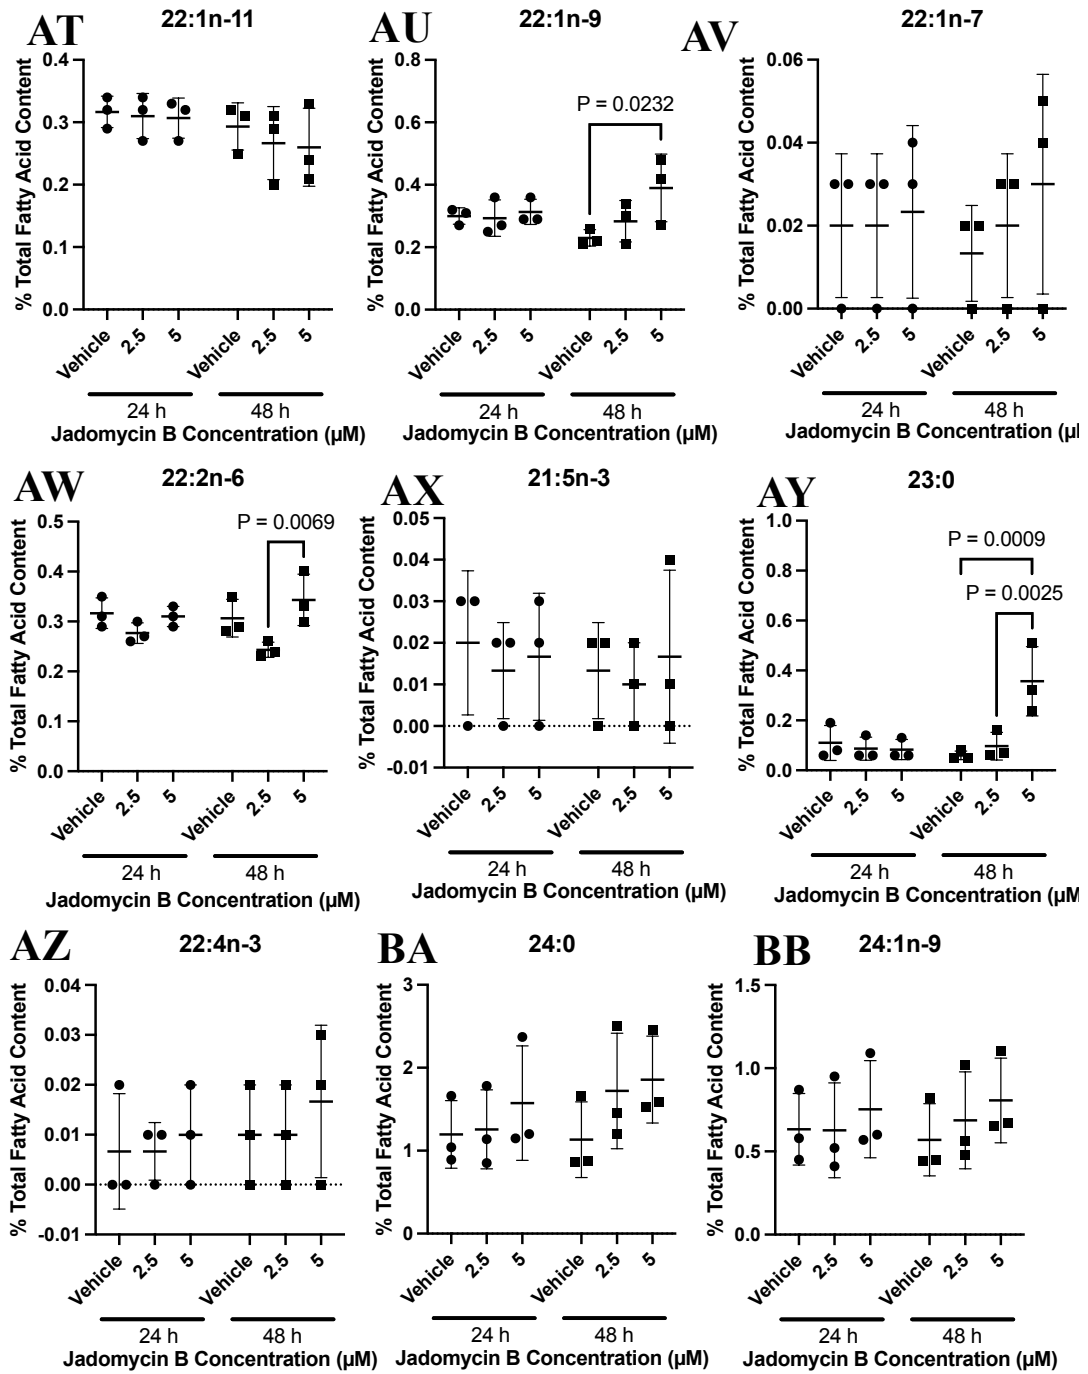 AT 22:1n-11
% Total Fatty Acid Content
0.4
0.3
0.2
0.1
0.0
Vehicle 2.5 5 Vehicle 2.5 5
24 h 48 h
Jadomycin B Concentration (µM)
AU 22:1n-9
% Total Fatty Acid Content
0.8
0.6
0.4
0.2
0.0
P = 0.0232
Vehicle 2.5 5 Vehicle 2.5 5
24 h 48 h
Jadomycin B Concentration (µM)
AV 22:1n-7
% Total Fatty Acid Content
0.06
0.04
0.02
0.00
Vehicle 2.5 5 Vehicle 2.5 5
24 h 48 h
Jadomycin B Concentration (µM
AW 22:2n-6
% Total Fatty Acid Content
0.5
0.4
0.3
0.2
0.1
0.0
P = 0.0069
Vehicle 2.5 5 Vehicle 2.5 5
24 h 48 h
Jadomycin B Concentration (µM)
AX 21:5n-3
% Total Fatty Acid Content
0.05
0.04
0.03
0.02
0.01
0.00
-0.01
Vehicle 2.5 5 Vehicle 2.5 5
24 h 48 h
Jadomycin B Concentration (µM)
AY 23:0
% Total Fatty Acid Content
1.0
0.8
0.6
0.4
0.2
0.0
P = 0.0009
P = 0.0025
Vehicle 2.5 5 Vehicle 2.5 5
24 h 48 h
Jadomycin B Concentration (µM
AZ 22:4n-3
% Total Fatty Acid Content
0.04
0.03
0.02
0.01
0.00
-0.01
Vehicle 2.5 5 Vehicle 2.5 5
24 h 48 h
Jadomycin B Concentration (µM)
BA 24:0
% Total Fatty Acid Content
3
2
1
0
Vehicle 2.5 5 Vehicle 2.5 5
24 h 48 h
Jadomycin B Concentration (µM)
BB 24:1n-9
% Total Fatty Acid Content
1.5
1.0
0.5
0.0
Vehicle 2.5 5 Vehicle 2.5 5
24 h 48 h
Jadomycin B Concentration (µM)